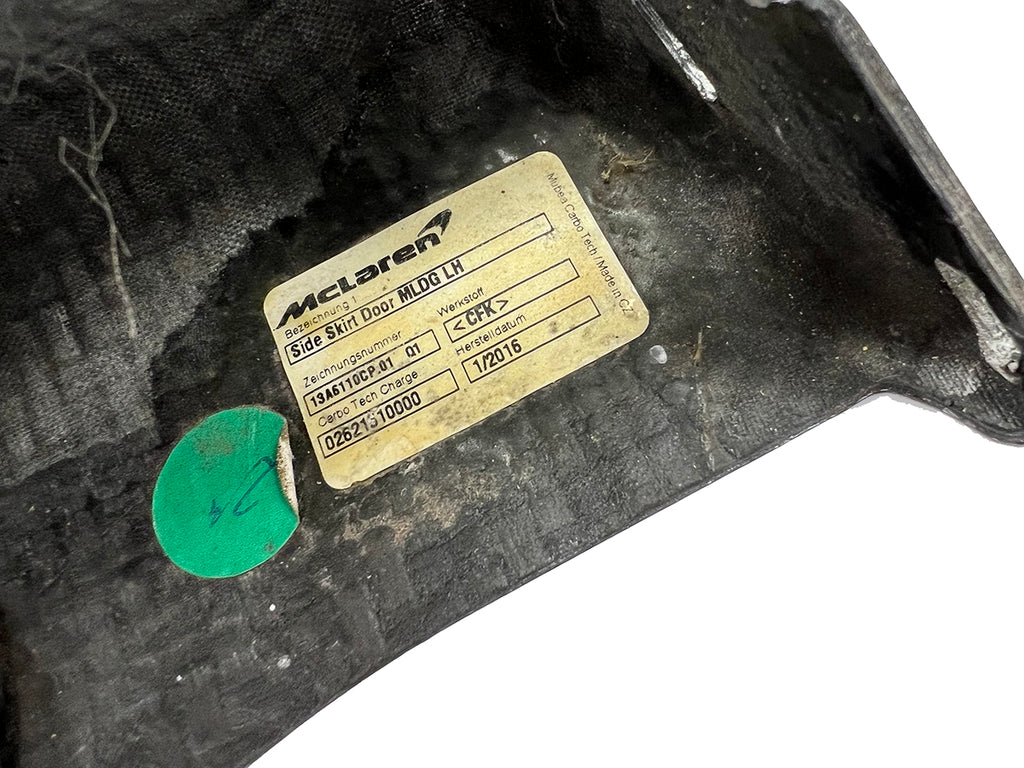 McLaren
Bezeichnung 1
Side Skirt Door MLDG LH
Zeichnungsnummer
13A6110CP.01 01
Werkstoff
<CFK>
Carbo Tech Charge
02621510000
Herstelldatum
1/2016
Mubea Carbo Tech / Made in CZ